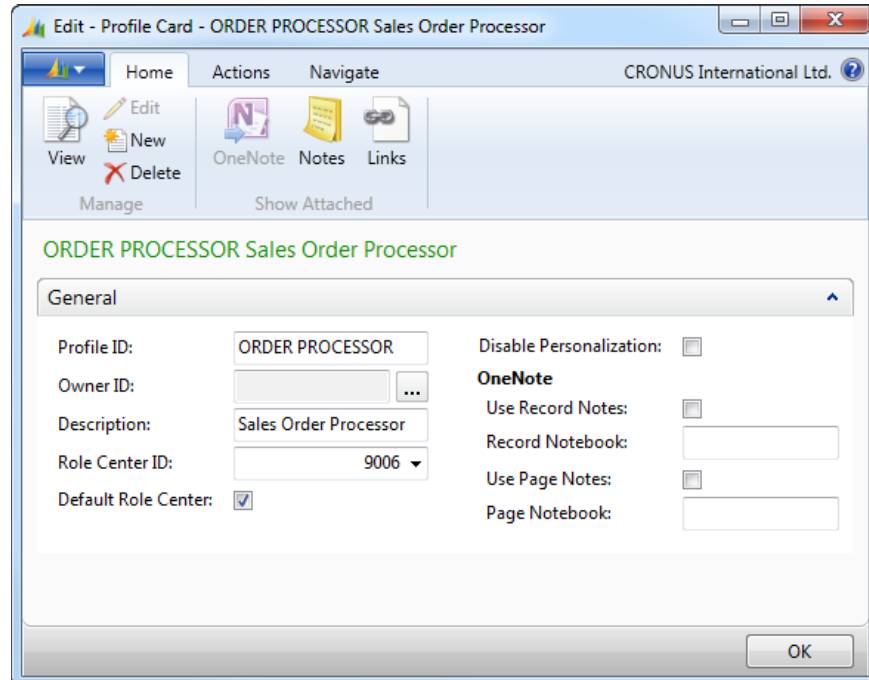 Edit - Profile Card - ORDER PROCESSOR Sales Order Processor
Home Actions Navigate CRONUS International Ltd.
View
Edit
New
Delete
Manage
OneNote Notes Links
Show Attached
ORDER PROCESSOR Sales Order Processor
General
Profile ID: ORDER PROCESSOR
Owner ID: ...
Description: Sales Order Processor
Role Center ID: 9006
Default Role Center:
Disable Personalization:
OneNote
Use Record Notes:
Record Notebook:
Use Page Notes:
Page Notebook:
OK